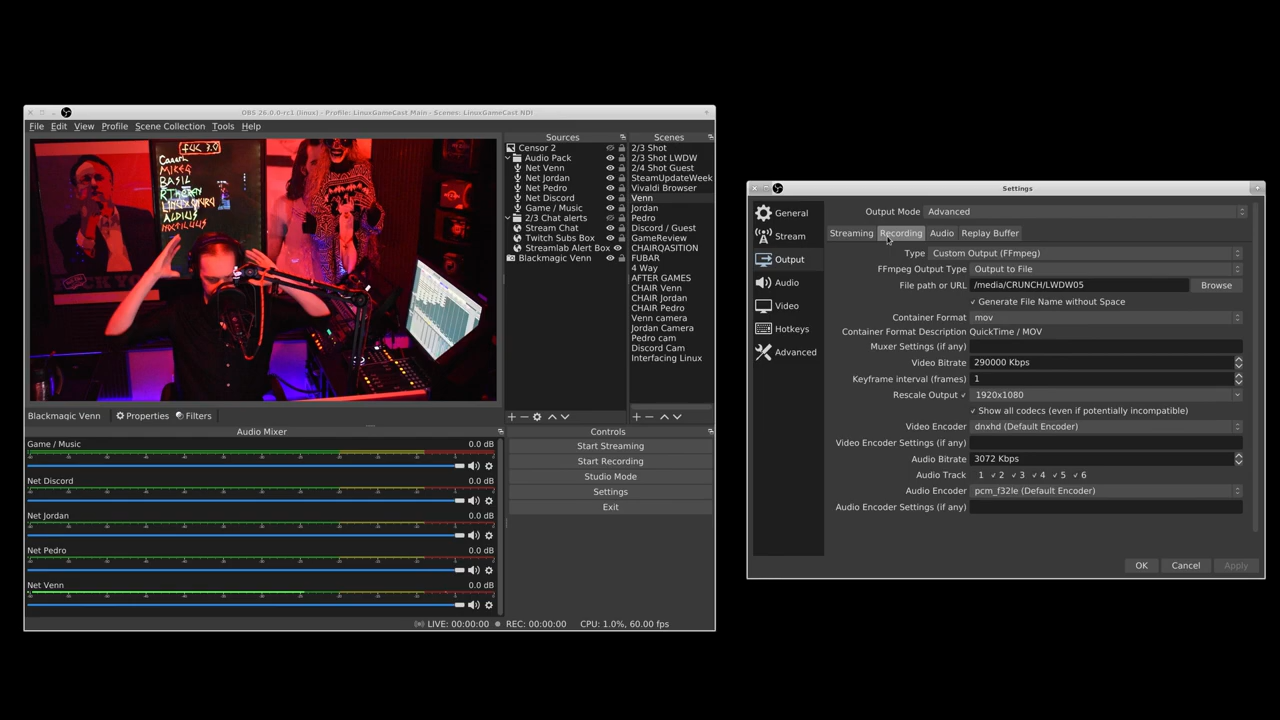 OBS 26.0.0-rc1 (linux) - Profile: LinuxGameCast Main - Scenes: LinuxGameCast NDI
File Edit View Profile Scene Collection Tools Help
MIKEG
BASIL
ALDIUS
NOCTILUUS
Blackmagic Venn Properties Filters
Sources
Censor 2
Audio Pack
Net Venn
Net Jordan
Net Pedro
Net Discord
Game / Music
2/3 Chat alerts
Stream Chat
Twitch Subs Box
Streamlab Alert Box
Blackmagic Venn
Scenes
2/3 Shot
2/3 Shot LWDW
2/4 Shot Guest
SteamUpdateWeek
Vivaldi Browser
Venn
Jordan
Pedro
Discord / Guest
GameReview
CHAIRQASITION
FUBAR
4 Way
AFTER GAMES
CHAIR Venn
CHAIR Jordan
CHAIR Pedro
Venn camera
Jordan Camera
Pedro cam
Discord Cam
Interfacing Linux
Audio Mixer
Game / Music 0.0 dB
Net Discord 0.0 dB
Net Jordan 0.0 dB
Net Pedro 0.0 dB
Net Venn 0.0 dB
Controls
Start Streaming
Start Recording
Studio Mode
Settings
Exit
LIVE: 00:00:00 REC: 00:00:00 CPU: 1.0%, 60.00 fps
Settings
General
Stream
Output
Audio
Video
Hotkeys
Advanced
Output Mode Advanced
Streaming Recording Audio Replay Buffer
Type Custom Output (FFmpeg)
FFmpeg Output Type Output to File
File path or URL /media/CRUNCH/LWDW05 Browse
✓ Generate File Name without Space
Container Format mov
Container Format Description QuickTime / MOV
Muxer Settings (if any)
Video Bitrate 290000 Kbps
Keyframe interval (frames) 1
Rescale Output ✓ 1920x1080
✓ Show all codecs (even if potentially incompatible)
Video Encoder dnxhd (Default Encoder)
Video Encoder Settings (if any)
Audio Bitrate 3072 Kbps
Audio Track 1 ✓ 2 ✓ 3 ✓ 4 ✓ 5 ✓ 6
Audio Encoder pcm_f32le (Default Encoder)
Audio Encoder Settings (if any)
OK Cancel Apply